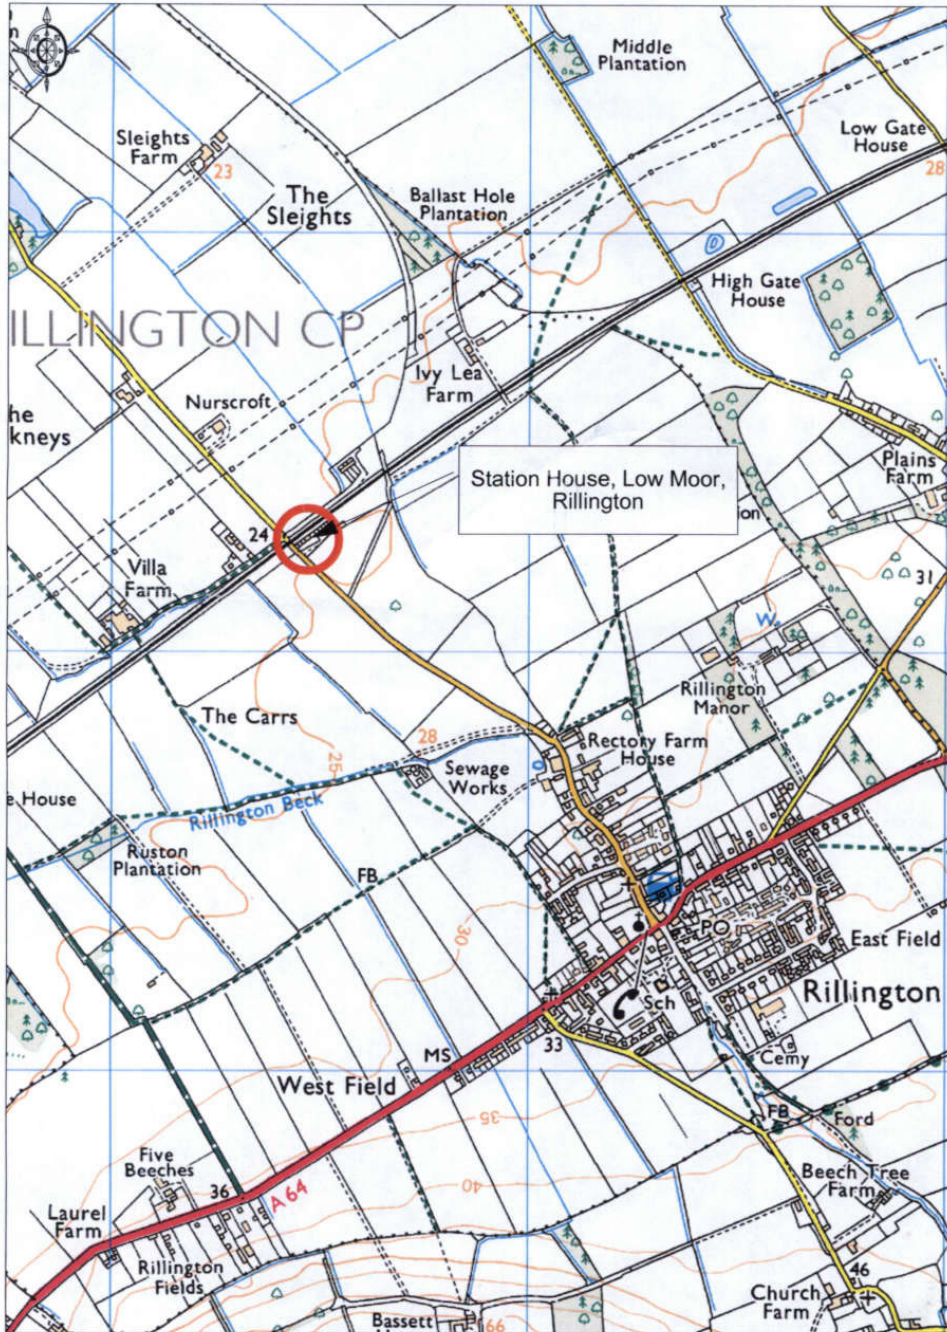 Middle
Plantation
Sleights
Farm
23
Low Gate
House
28
The
Sleights
Ballast Hole
Plantation
High Gate
House
ILLINGTON CP
Ivy Lea
Farm
he
kneys
Nurscroft
Plains
Farm
Station House, Low Moor,
Rillington
on
24
Villa
Farm
31
W
Rillington
Manor
The Carrs
28
25
Rectory Farm
House
Sewage
Works
e House
Rillington Beck
Ruston
Plantation
FB
30
PO
East Field
Rillington
Sch
33
MS
Cemy
West Field
35
FB
Ford
Five
Beeches
40
Beech Tree
Farm
36
A 64
Laurel
Farm
Rillington
Fields
46
Church
Farm
Bassett
66